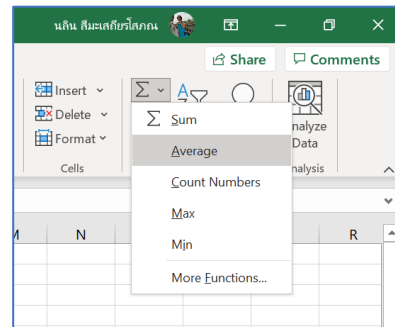 นลิน สีมะเสถียรโสภณ
Share
Comments
Insert
Delete
Format
Cells
Sum
Average
Count Numbers
Max
Min
More Functions...
nalyze
Data
nalysis
N
R